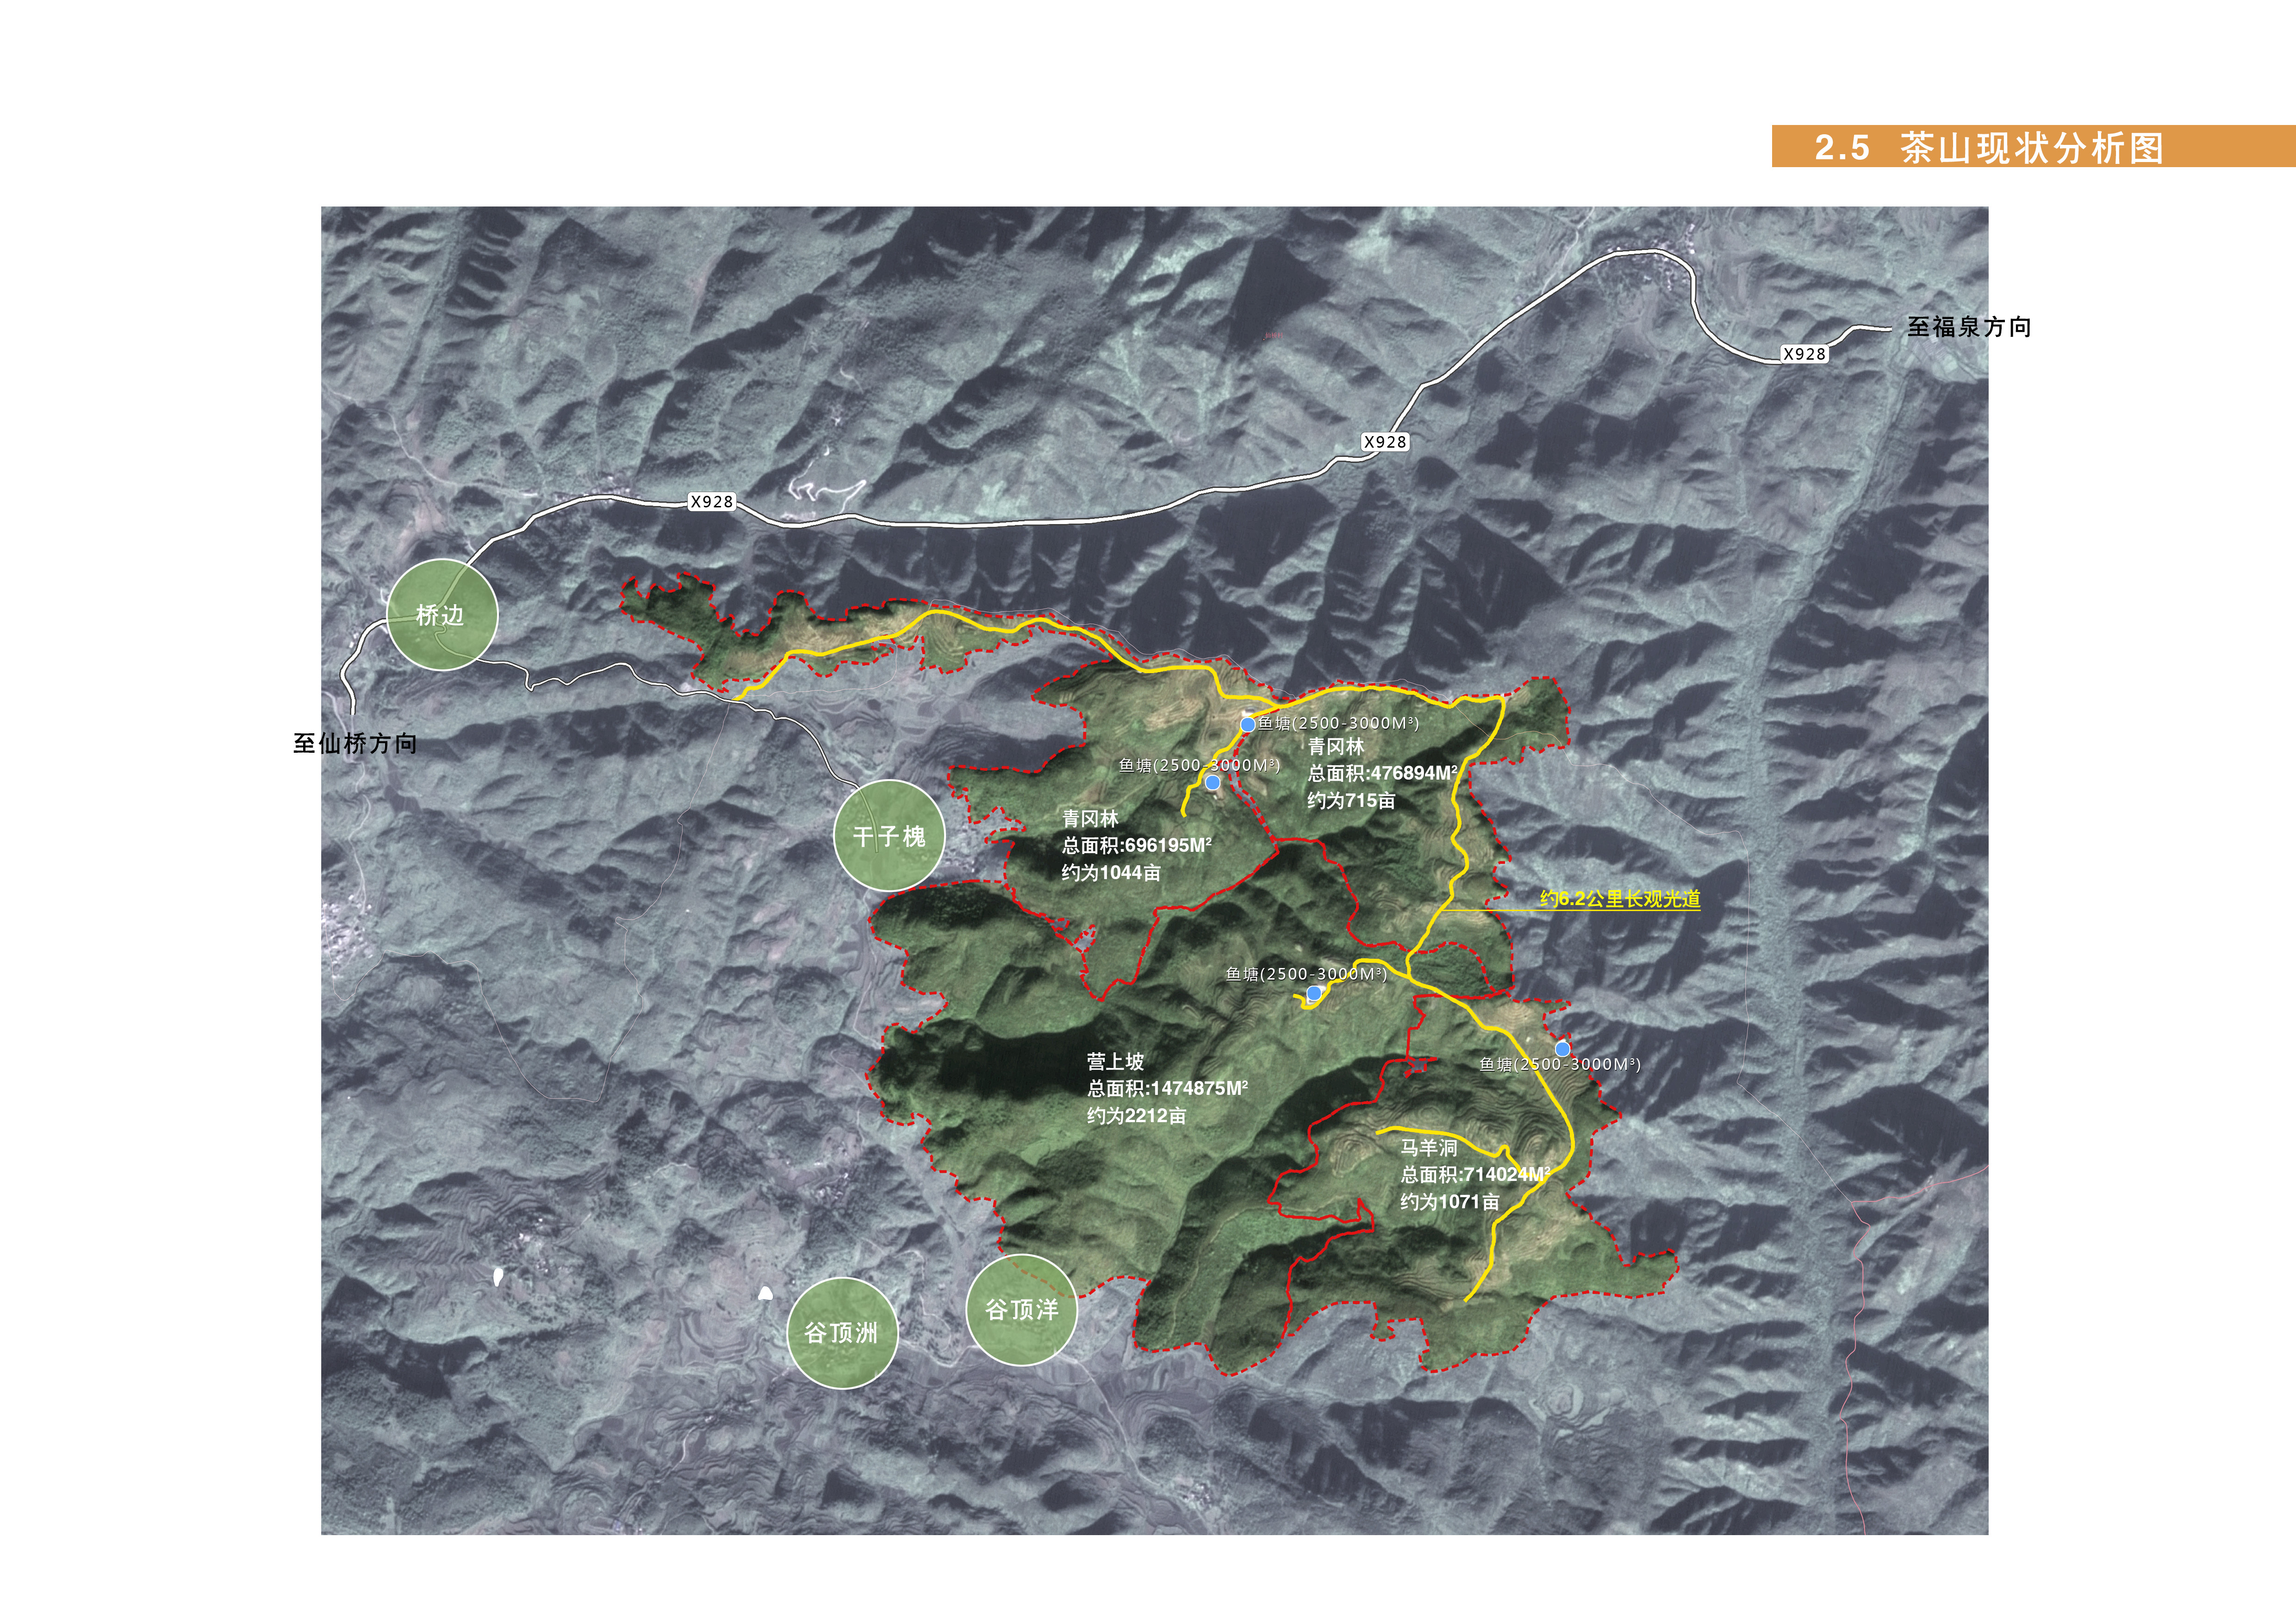 2.5 茶山现状分析图
至福泉方向
X928
X928
X928
桥边
至仙桥方向
鱼塘(2500-3000M³)
青冈林
总面积:476894M²
约为715亩
鱼塘(2500-3000M³)
青冈林
总面积:696195M²
约为1044亩
干子槐
约6.2公里长观光道
鱼塘(2500-3000M³)
营上坡
总面积:1474875M²
约为2212亩
鱼塘(2500-3000M³)
马羊洞
总面积:714024M²
约为1071亩
谷顶洋
谷顶洲